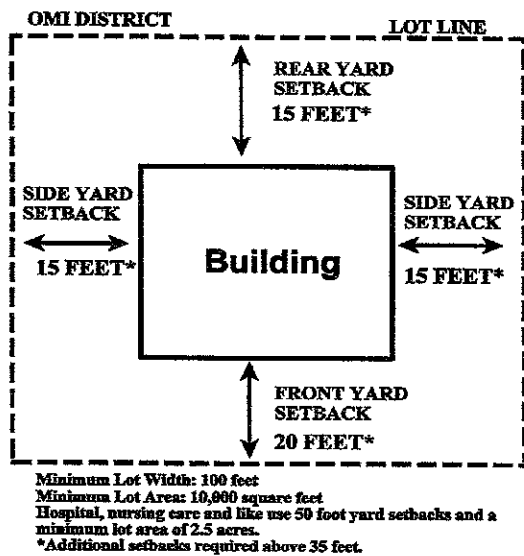 OMI DISTRICT
LOT LINE
REAR YARD
SETBACK
15 FEET*
SIDE YARD
SETBACK
15 FEET*
Building
SIDE YARD
SETBACK
15 FEET*
FRONT YARD
SETBACK
20 FEET*
Minimum Lot Width: 100 feet
Minimum Lot Area: 10,000 square feet
Hospital, nursing care and like use 50 foot yard setbacks and a
minimum lot area of 2.5 acres.
*Additional setbacks required above 35 feet.